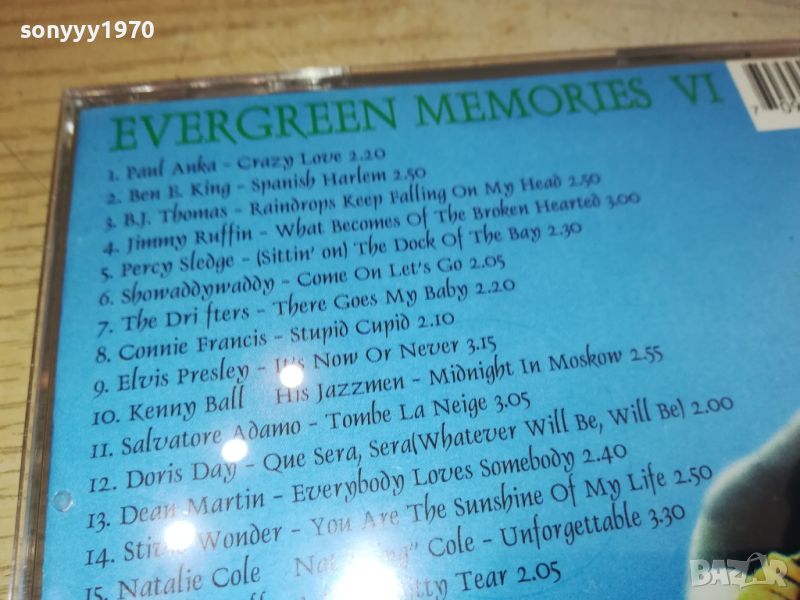 sonyyy1970
EVERGREEN MEMORIES VI
1. Paul Anka - Crazy Love 2.20
2. Ben E. King - Spanish Harlem 2.50
3. B.J. Thomas - Raindrops Keep Falling On My Head 2.50
4. Jimmy Ruffin - What Becomes Of The Broken Hearted 3.00
5. Percy Sledge - (Sittin' on) The Dock Of The Bay 2.30
6. Showaddywaddy - Come On Let's Go 2.05
7. The Dri fters - There Goes My Baby 2.20
8. Connie Francis - Stupid Cupid 2.10
9. Elvis Presley - It's Now Or Never 3.15
10. Kenny Ball His Jazzmen - Midnight In Moskow 2.55
11. Salvatore Adamo - Tombe La Neige 3.05
12. Doris Day - Que Sera, Sera(Whatever Will Be, Will Be) 2.00
13. Dean Martin - Everybody Loves Somebody 2.40
14. Wonder - You Are The Sunshine Of My Life 2.50
15. Natalie Cole Nat Cole - Unforgettable 3.30
Tear 2.05
BAZAR.bg